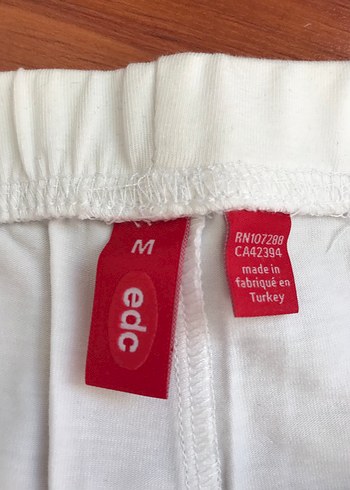 M
edc
RN107288
CA42394
made in
fabriqué en
Turkey